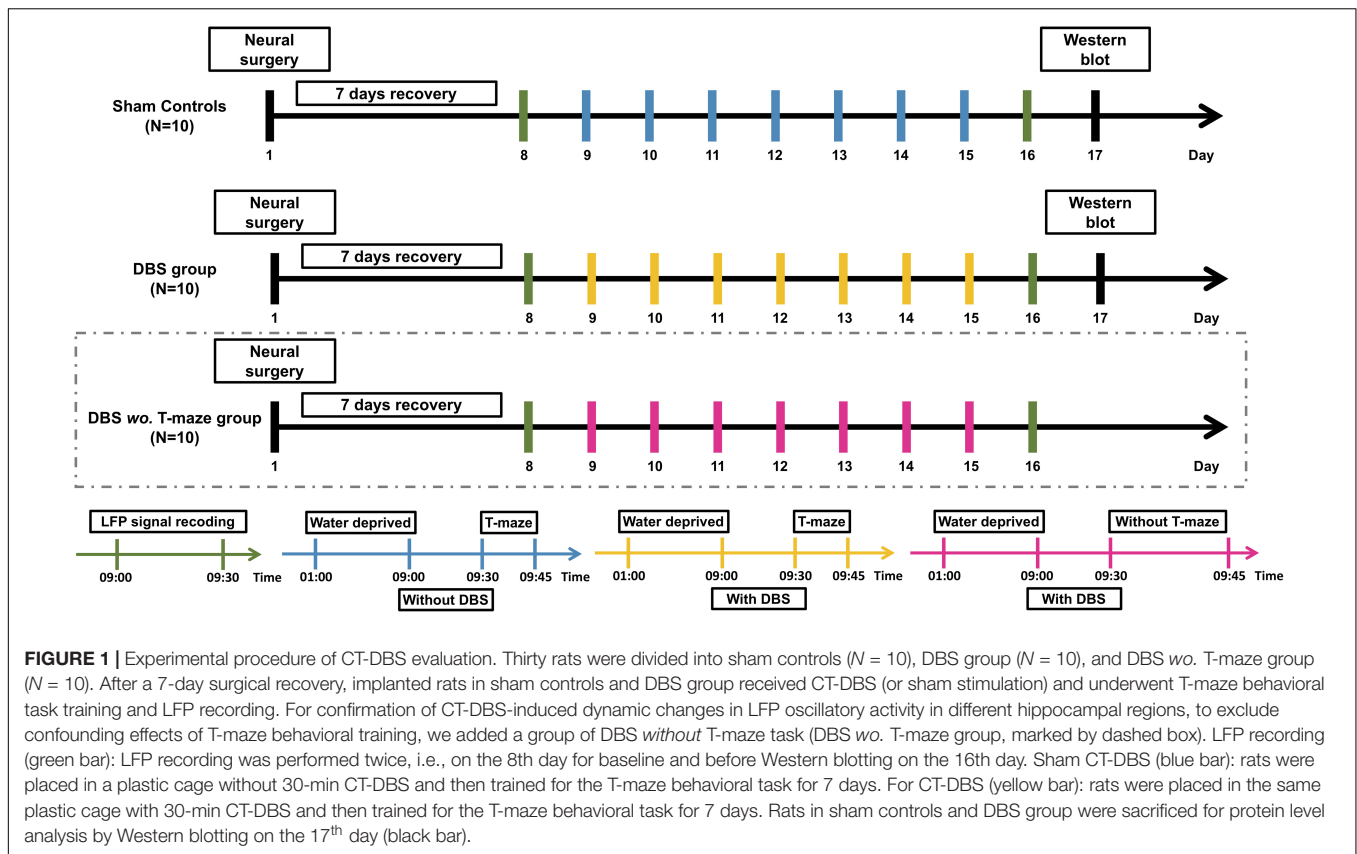 Neural
surgery
Western
blot
7 days recovery
Sham Controls
(N=10)
1 8 9 10 11 12 13 14 15 16 17 Day
Neural
surgery
Western
blot
7 days recovery
DBS group
(N=10)
1 8 9 10 11 12 13 14 15 16 17 Day
Neural
surgery
7 days recovery
DBS wo. T-maze group
(N=10)
1 8 9 10 11 12 13 14 15 16 Day
LFP signal recoding
09:00 09:30 Time
Water deprived T-maze
01:00 09:00 09:30 09:45 Time
Without DBS
Water deprived T-maze
01:00 09:00 09:30 09:45 Time
With DBS
Water deprived Without T-maze
01:00 09:00 09:30 09:45 Time
With DBS
FIGURE 1 | Experimental procedure of CT-DBS evaluation. Thirty rats were divided into sham controls (N = 10), DBS group (N = 10), and DBS wo. T-maze group
(N = 10). After a 7-day surgical recovery, implanted rats in sham controls and DBS group received CT-DBS (or sham stimulation) and underwent T-maze behavioral
task training and LFP recording. For confirmation of CT-DBS-induced dynamic changes in LFP oscillatory activity in different hippocampal regions, to exclude
confounding effects of T-maze behavioral training, we added a group of DBS without T-maze task (DBS wo. T-maze group, marked by dashed box). LFP recording
(green bar): LFP recording was performed twice, i.e., on the 8th day for baseline and before Western blotting on the 16th day. Sham CT-DBS (blue bar): rats were
placed in a plastic cage without 30-min CT-DBS and then trained for the T-maze behavioral task for 7 days. For CT-DBS (yellow bar): rats were placed in the same
plastic cage with 30-min CT-DBS and then trained for the T-maze behavioral task for 7 days. Rats in sham controls and DBS group were sacrificed for protein level
analysis by Western blotting on the 17th day (black bar).